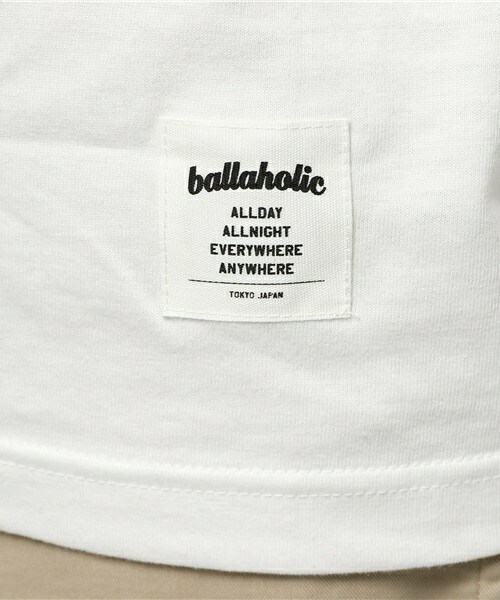 ballaholic
ALLDAY
ALLNIGHT
EVERYWHERE
ANYWHERE
TOKYO JAPAN